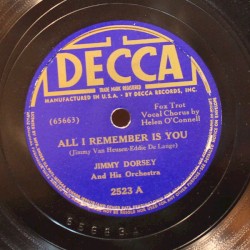 DECCA
TRADE MARK REGISTERED
MANUFACTURED IN U.S.A. BY DECCA RECORDS, INC.
Fox Trot
(65663)
Vocal Chorus by
Helen O'Connell
ALL I REMEMBER IS YOU
(Jimmy Van Heusen-Eddie De Lange)
JIMMY DORSEY
And His Orchestra
2523 A